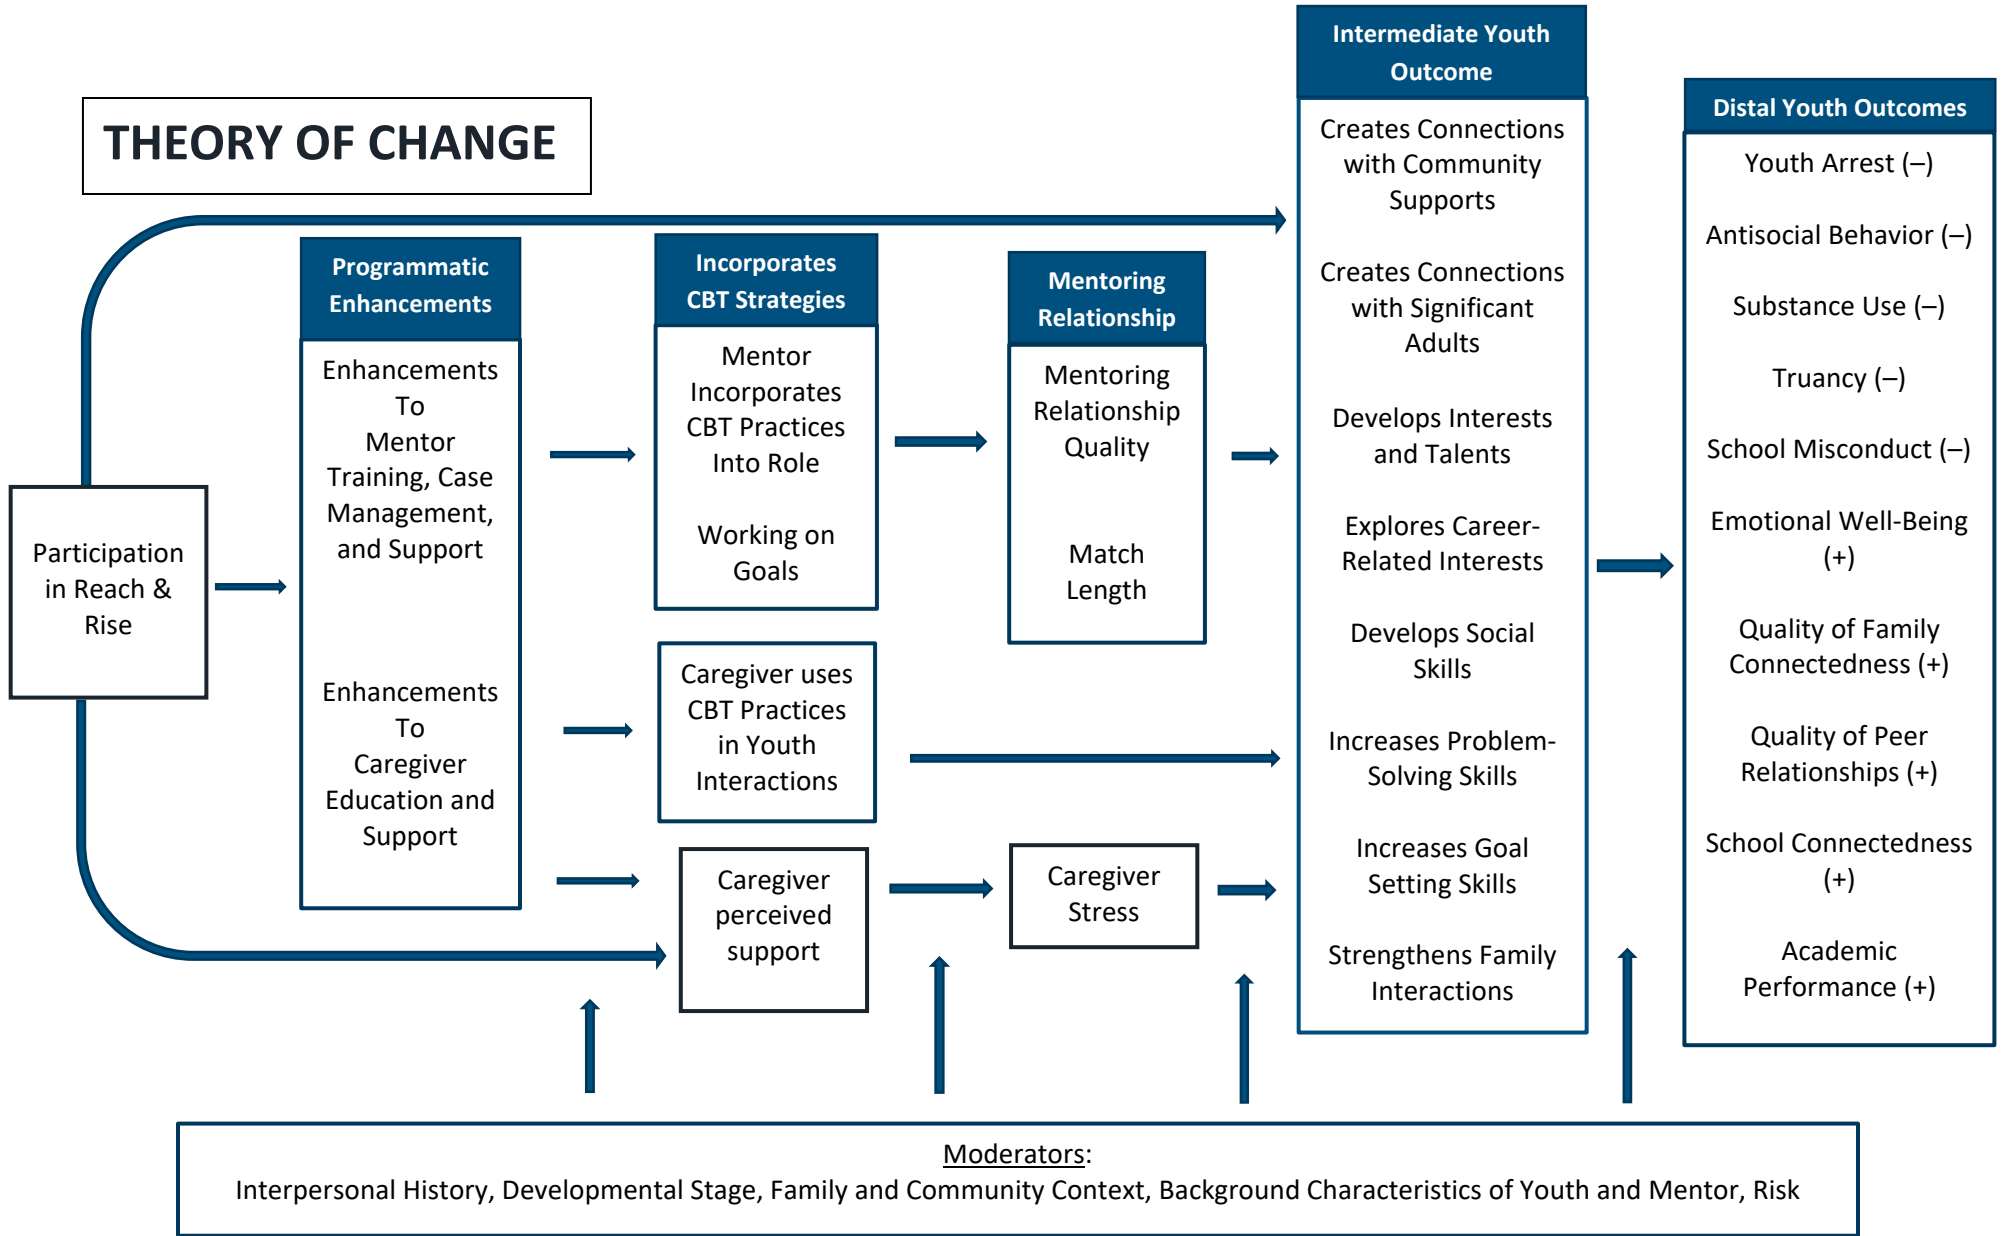 THEORY OF CHANGE
Participation
in Reach &
Rise
Programmatic
Enhancements
Enhancements
To
Mentor
Training, Case
Management,
and Support
Enhancements
To
Caregiver
Education and
Support
Incorporates
CBT Strategies
Mentor
Incorporates
CBT Practices
Into Role
Working on
Goals
Caregiver uses
CBT Practices
in Youth
Interactions
Caregiver
perceived
support
Mentoring
Relationship
Mentoring
Relationship
Quality
Match
Length
Caregiver
Stress
Intermediate Youth
Outcome
Creates Connections
with Community
Supports
Creates Connections
with Significant
Adults
Develops Interests
and Talents
Explores Career-
Related Interests
Develops Social
Skills
Increases Problem-
Solving Skills
Increases Goal
Setting Skills
Strengthens Family
Interactions
Distal Youth Outcomes
Youth Arrest (–)
Antisocial Behavior (–)
Substance Use (–)
Truancy (–)
School Misconduct (–)
Emotional Well-Being
(+)
Quality of Family
Connectedness (+)
Quality of Peer
Relationships (+)
School Connectedness
(+)
Academic
Performance (+)
Moderators:
Interpersonal History, Developmental Stage, Family and Community Context, Background Characteristics of Youth and Mentor, Risk